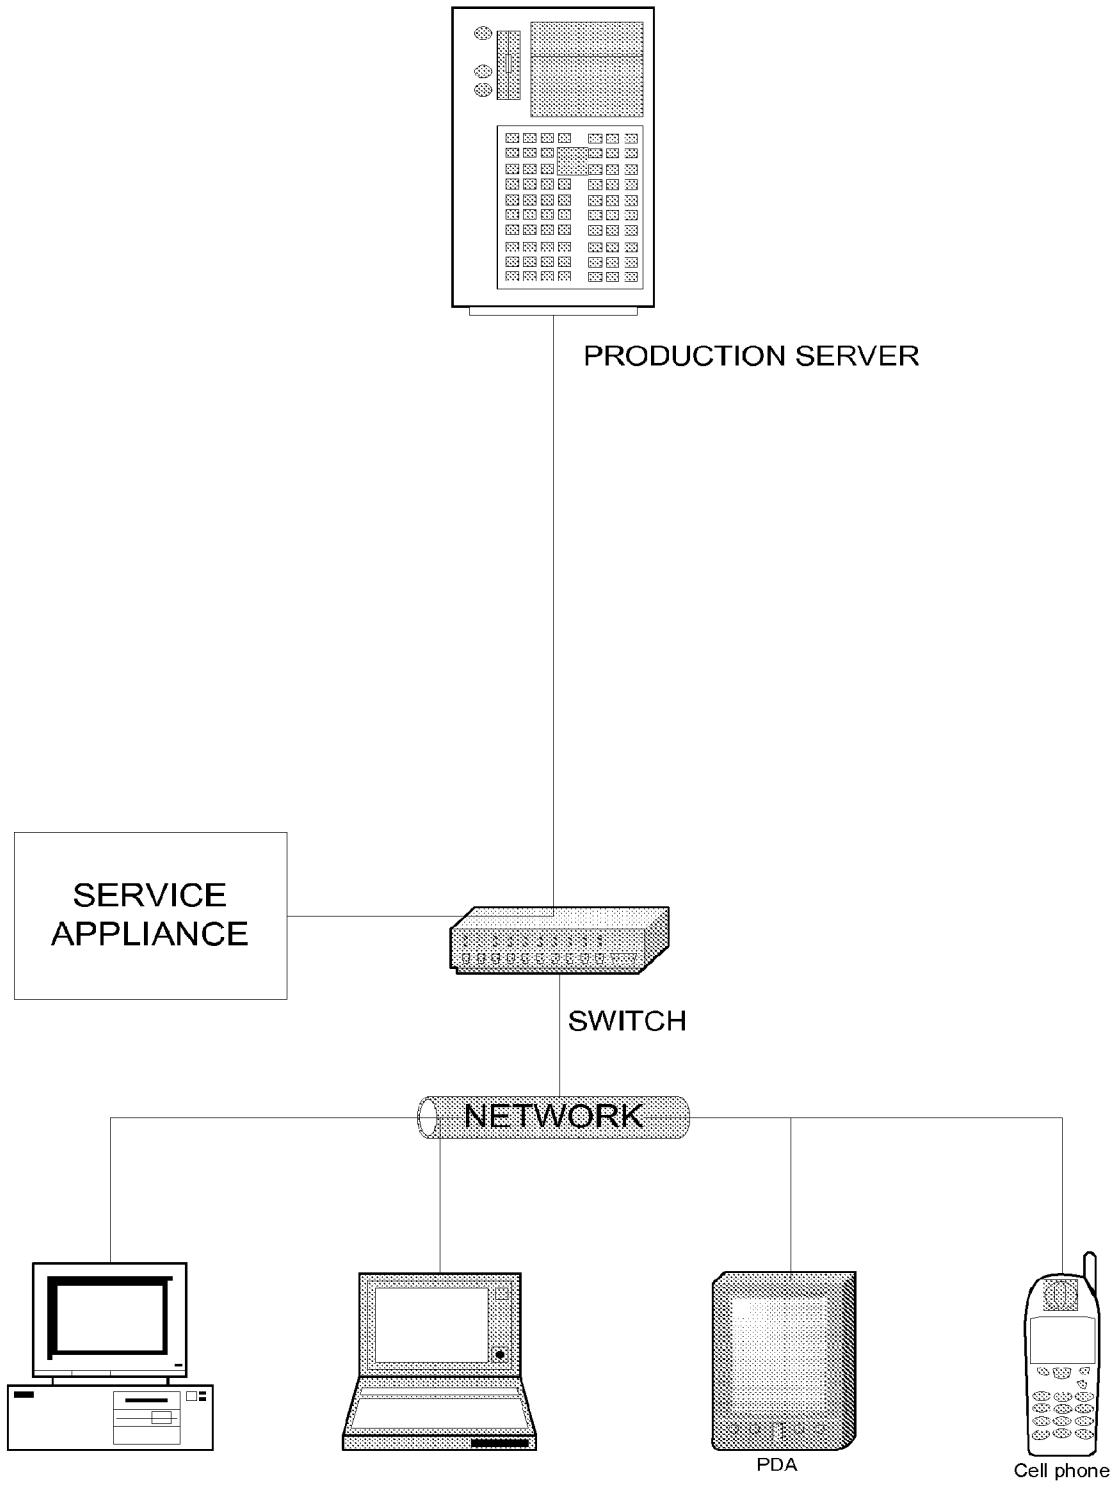 PRODUCTION SERVER
SERVICE
APPLIANCE
SWITCH
NETWORK
PDA
Cell phone